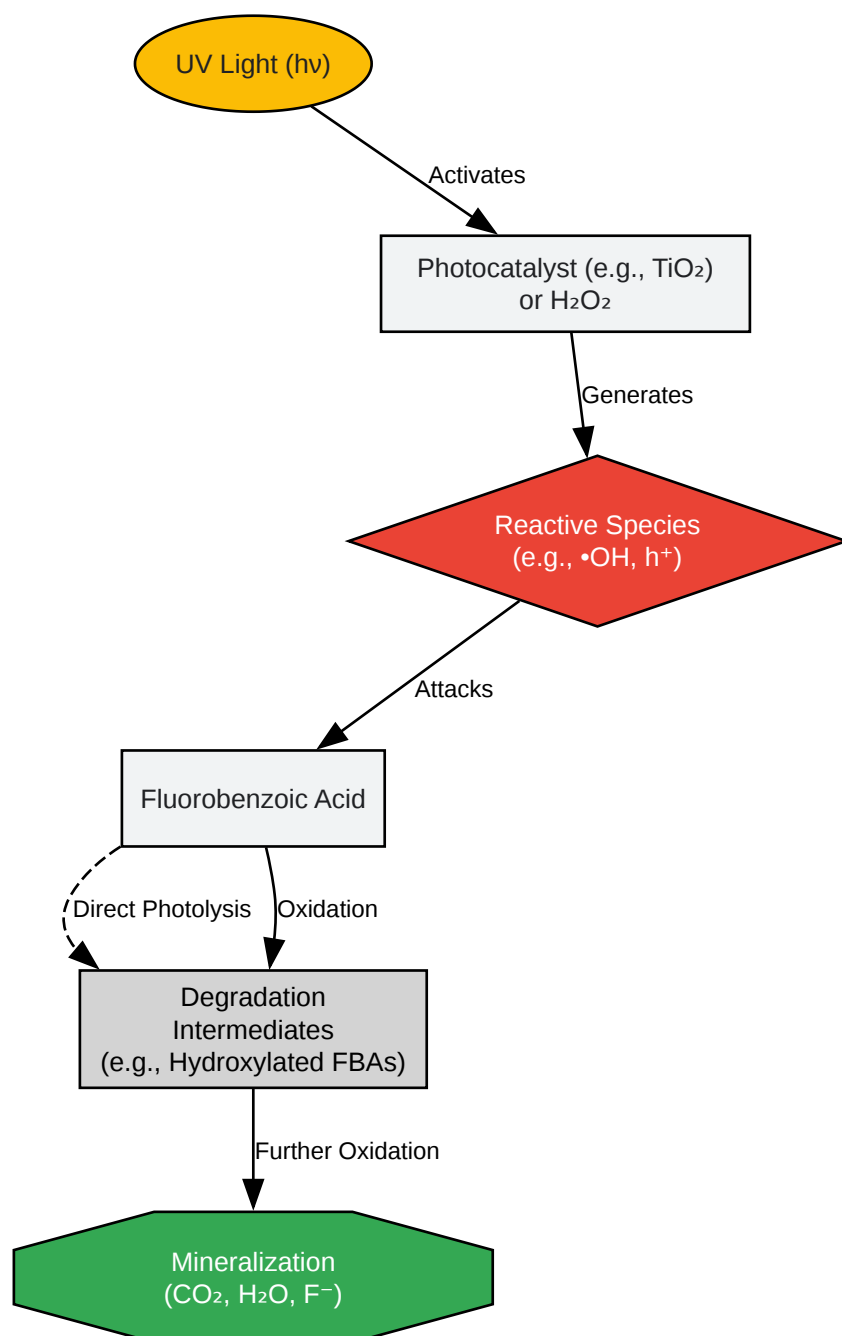 UV Light (hν)
Activates
Photocatalyst (e.g., TiO₂)
or H₂O₂
Generates
Reactive Species
(e.g., •OH, h⁺)
Attacks
Fluorobenzoic Acid
Direct Photolysis
Oxidation
Degradation
Intermediates
(e.g., Hydroxylated FBAs)
Further Oxidation
Mineralization
(CO₂, H₂O, F⁻)